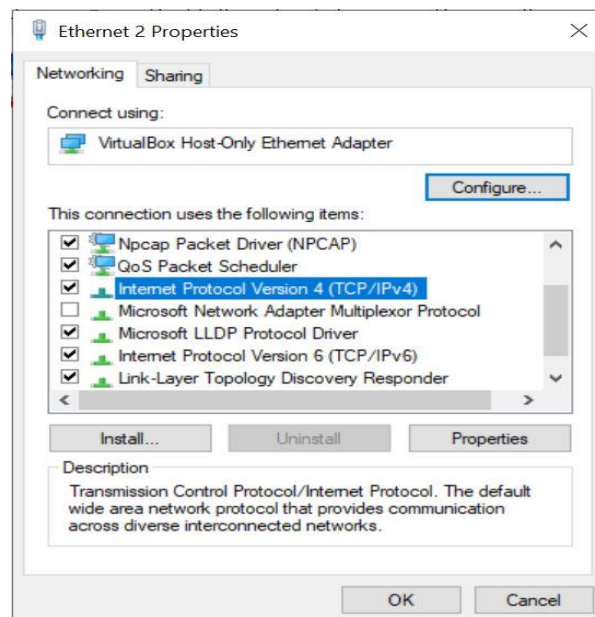 Ethernet 2 Properties
Networking
Sharing
Connect using:
VirtualBox Host-Only Ethernet Adapter
Configure...
This connection uses the following items:
Npcap Packet Driver (NPCAP)
QoS Packet Scheduler
Internet Protocol Version 4 (TCP/IPv4)
Microsoft Network Adapter Multiplexor Protocol
Microsoft LLDP Protocol Driver
Internet Protocol Version 6 (TCP/IPv6)
Link-Layer Topology Discovery Responder
Install...
Uninstall
Properties
Description
Transmission Control Protocol/Internet Protocol. The default
wide area network protocol that provides communication
across diverse interconnected networks.
OK
Cancel